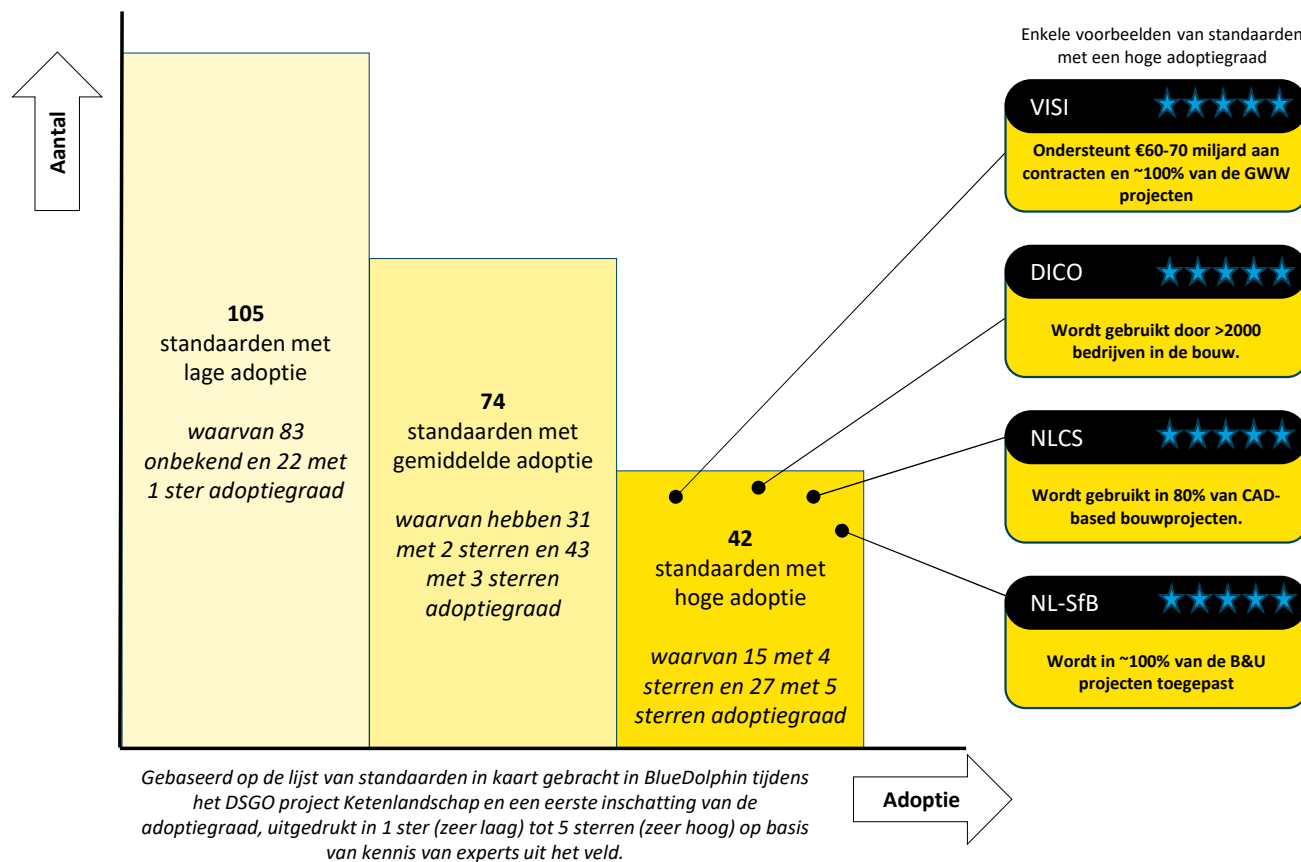 Aantal
105
standaarden met
lage adoptie
waarvan 83
onbekend en 22 met
1 ster adoptiegraad
74
standaarden met
gemiddelde adoptie
waarvan hebben 31
met 2 sterren en 43
met 3 sterren
adoptiegraad
42
standaarden met
hoge adoptie
waarvan 15 met 4
sterren en 27 met 5
sterren adoptiegraad
Enkele voorbeelden van standaarden
met een hoge adoptiegraad
VISI
Ondersteunt €60-70 miljard aan
contracten en ~100% van de GWW
projecten
DICO
Wordt gebruikt door >2000
bedrijven in de bouw.
NLCS
Wordt gebruikt in 80% van CAD-
based bouwprojecten.
NL-SfB
Wordt in ~100% van de B&U
projecten toegepast
Gebaseerd op de lijst van standaarden in kaart gebracht in BlueDolphin tijdens
het DSGO project Ketenlandschap en een eerste inschatting van de
adoptiegraad, uitgedrukt in 1 ster (zeer laag) tot 5 sterren (zeer hoog) op basis
van kennis van experts uit het veld.
Adoptie